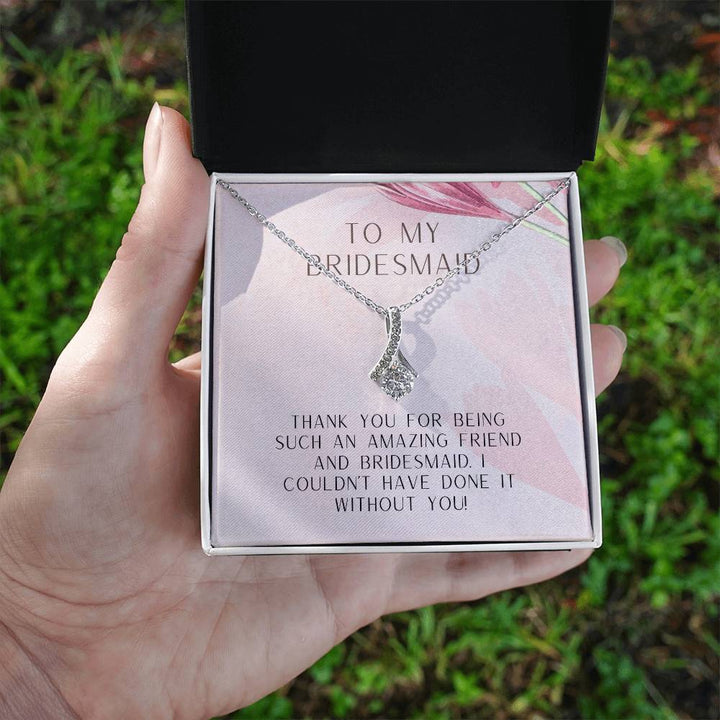 TO MY
BRIDESMAID
THANK YOU FOR BEING
SUCH AN AMAZING FRIEND
AND BRIDESMAID. I
COULDN'T HAVE DONE IT
WITHOUT YOU!